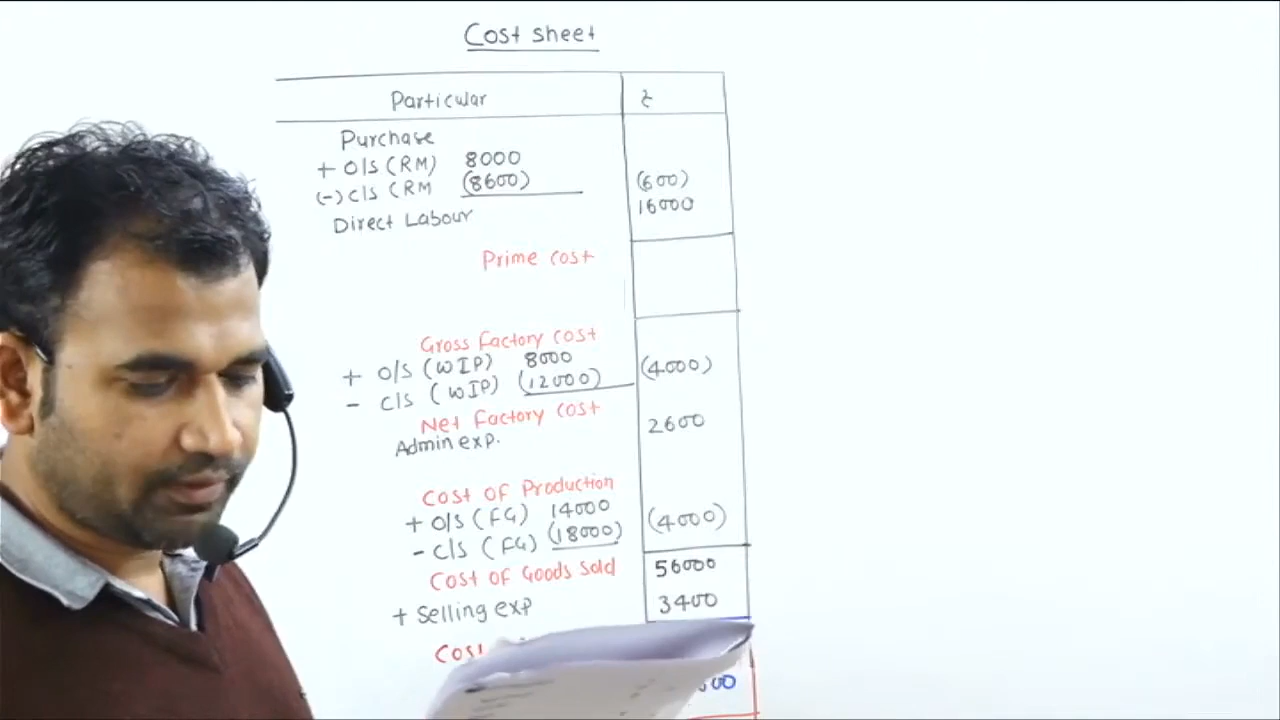 Cost sheet
Particular ₹
Purchase
+ O/s (RM) 8000
(-) c/s (RM (8600) (600)
Direct Labour 16000
Prime cost
Gross Factory cost
+ O/s (WIP) 8000
- c/s (WIP) (12000) (4000)
Net Factory cost
Admin exp. 2600
Cost of Production
+ O/s (FG) 14000
- c/s (FG) (18000) (4000)
Cost of Goods Sold 56000
+ Selling exp 3400